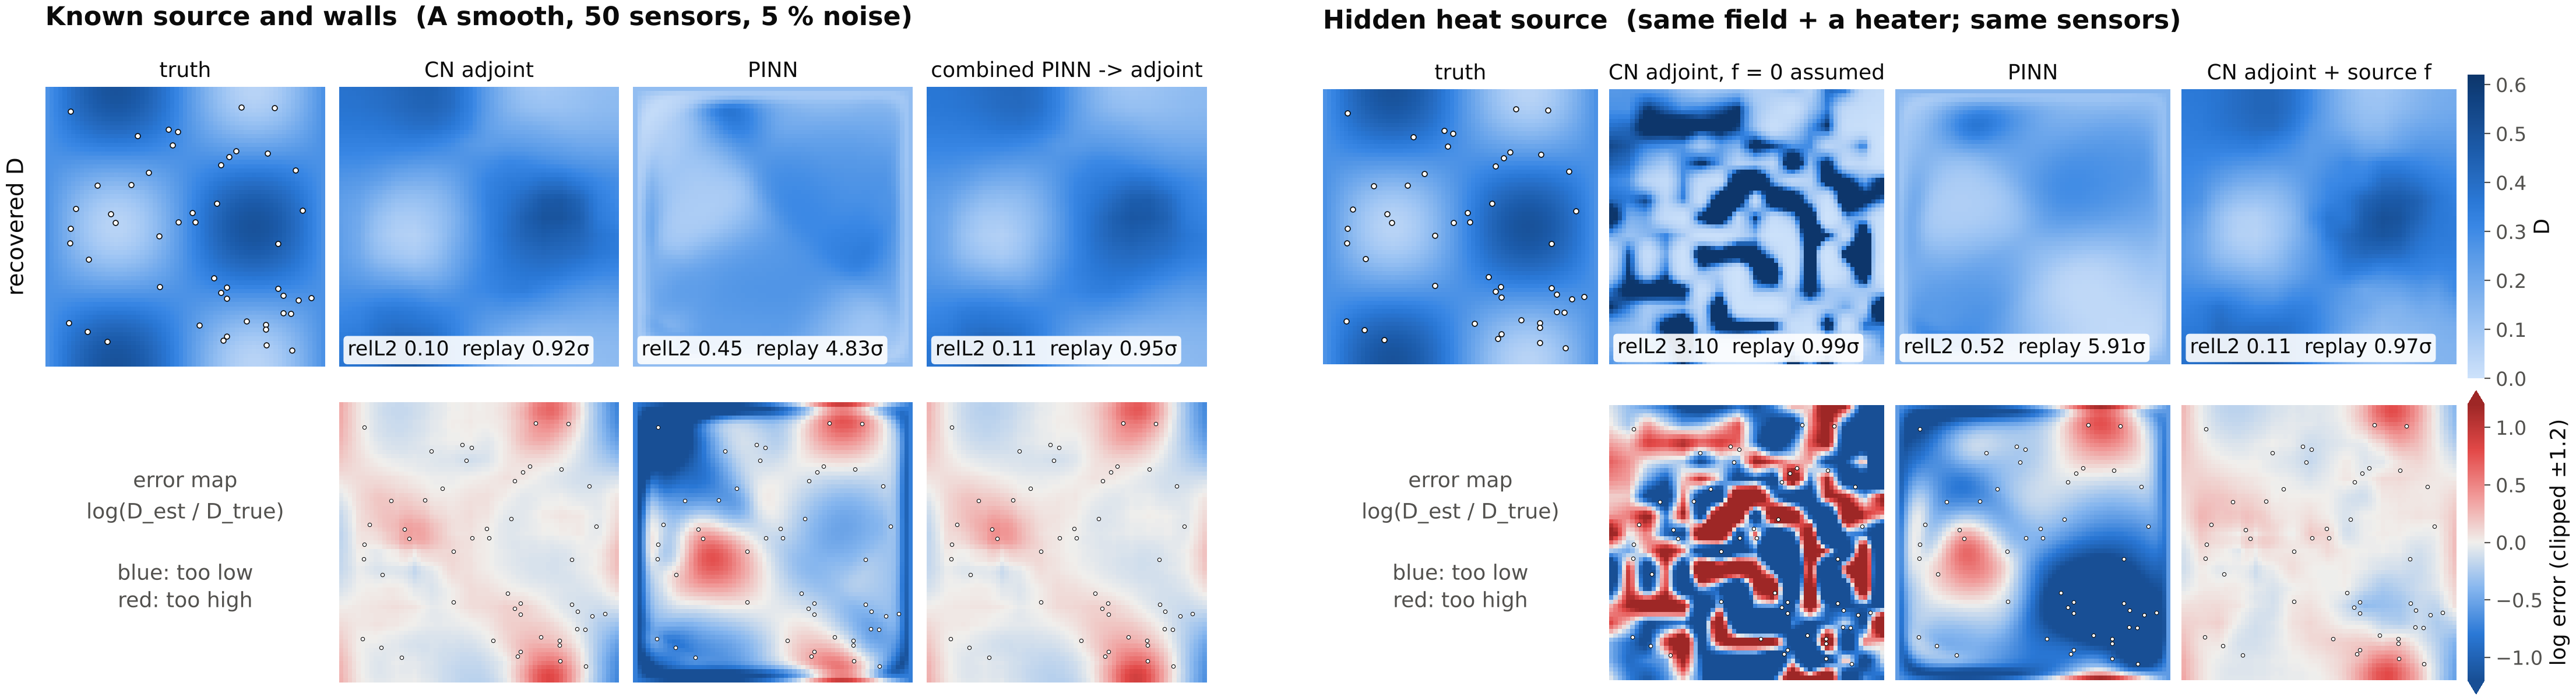 Known source and walls (A smooth, 50 sensors, 5 % noise)
truth
CN adjoint
PINN
combined PINN -> adjoint
recovered D
relL2 0.10 replay 0.92σ
relL2 0.45 replay 4.83σ
relL2 0.11 replay 0.95σ
error map
log(D_est / D_true)
blue: too low
red: too high
Hidden heat source (same field + a heater; same sensors)
truth
CN adjoint, f = 0 assumed
PINN
CN adjoint + source f
relL2 3.10 replay 0.99σ
relL2 0.52 replay 5.91σ
relL2 0.11 replay 0.97σ
0.6
0.5
0.4
0.3
0.2
0.1
0.0
D
error map
log(D_est / D_true)
blue: too low
red: too high
1.0
0.5
0.0
−0.5
−1.0
log error (clipped ±1.2)